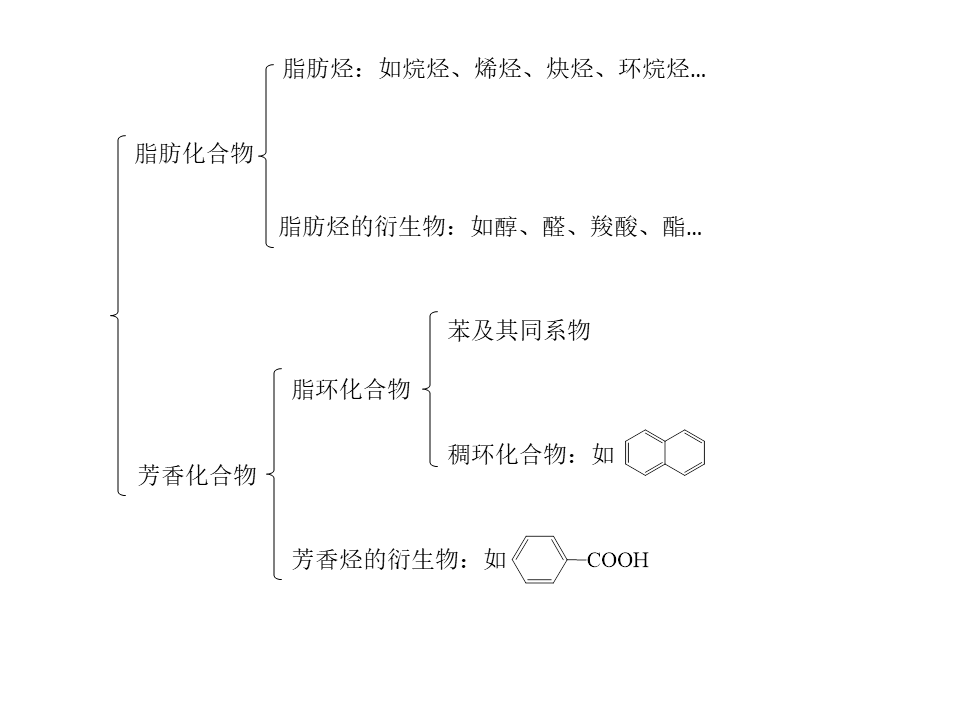 脂肪烃：如烷烃、烯烃、炔烃、环烷烃...
脂肪化合物
脂肪烃的衍生物：如醇、醛、羧酸、酯...
苯及其同系物
脂环化合物
稠环化合物：如
芳香化合物
芳香烃的衍生物：如 COOH